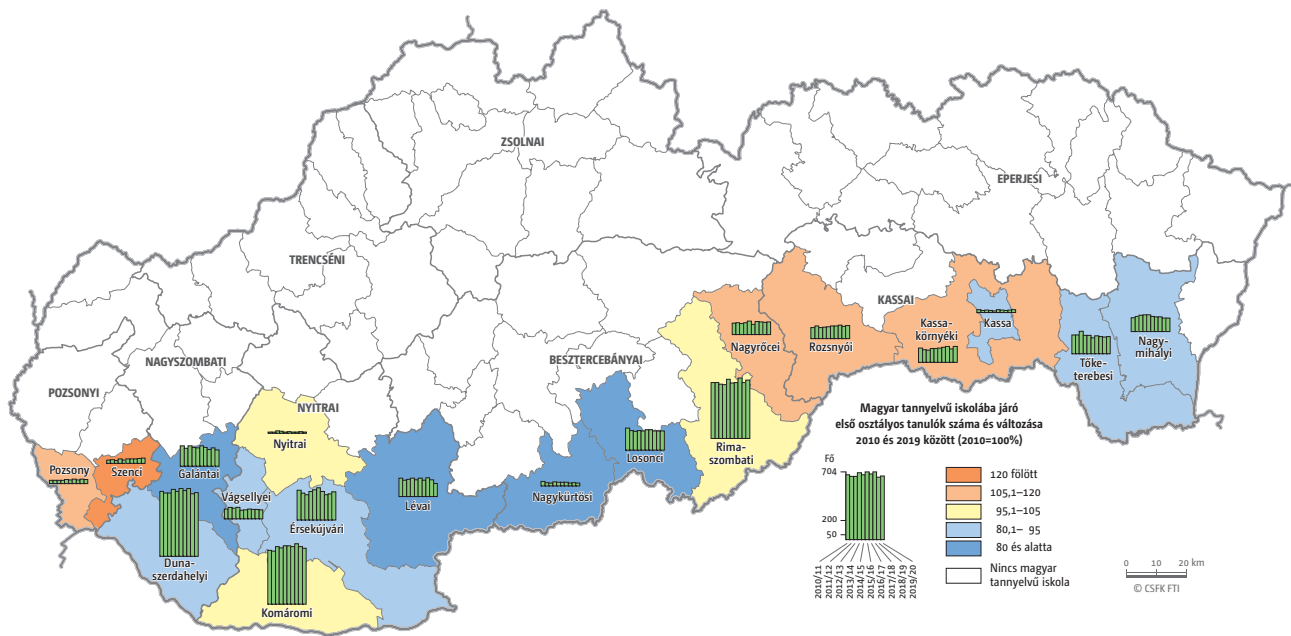 ZSOLNAI
EPERJESI
TRENCSÉNI
KASSAI
NAGYSZOMBATI
BESZTERCEBÁNYAI
POZSONYI
NYITRAI
Nagyrőcei
Rozsnyói
Kassa-
környéki
Kassa
Tőke-
terebesi
Nagy-
mihályi
Pozsony
Szenci
Galántai
Nyitrai
Vágsellyei
Érsekújvári
Lévai
Nagykürtösi
Losonci
Rima-
szombati
Duna-
szerdahelyi
Komáromi
Magyar tannyelvű iskolába járó
első osztályos tanulók száma és változása
2010 és 2019 között (2010=100%)
Fő
704
200
50
2010/11
2011/12
2012/13
2013/14
2014/15
2015/16
2016/17
2017/18
2018/19
2019/20
120 fölött
105,1–120
95,1–105
80,1– 95
80 és alatta
Nincs magyar
tannyelvű iskola
0 10 20 km
© CSFK FTI